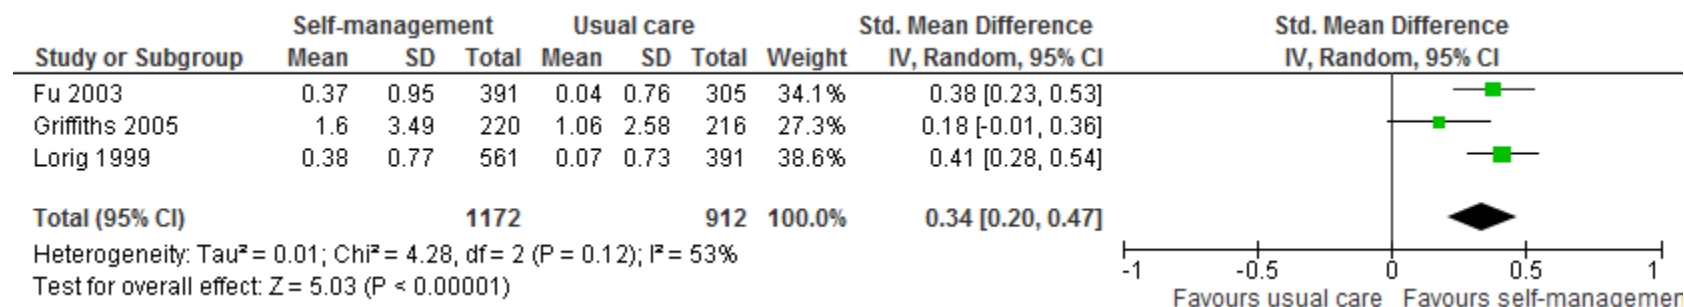 Self-management Usual care Std. Mean Difference Std. Mean Difference
Study or Subgroup Mean SD Total Mean SD Total Weight IV, Random, 95% CI IV, Random, 95% CI
Fu 2003 0.37 0.95 391 0.04 0.76 305 34.1% 0.38 [0.23, 0.53]
Griffiths 2005 1.6 3.49 220 1.06 2.58 216 27.3% 0.18 [-0.01, 0.36]
Lorig 1999 0.38 0.77 561 0.07 0.73 391 38.6% 0.41 [0.28, 0.54]
Total (95% CI) 1172 912 100.0% 0.34 [0.20, 0.47]
Heterogeneity: Tau² = 0.01; Chi² = 4.28, df = 2 (P = 0.12); I² = 53%
Test for overall effect: Z = 5.03 (P < 0.00001)
-1 -0.5 0 0.5 1
Favours usual care Favours self-managemen